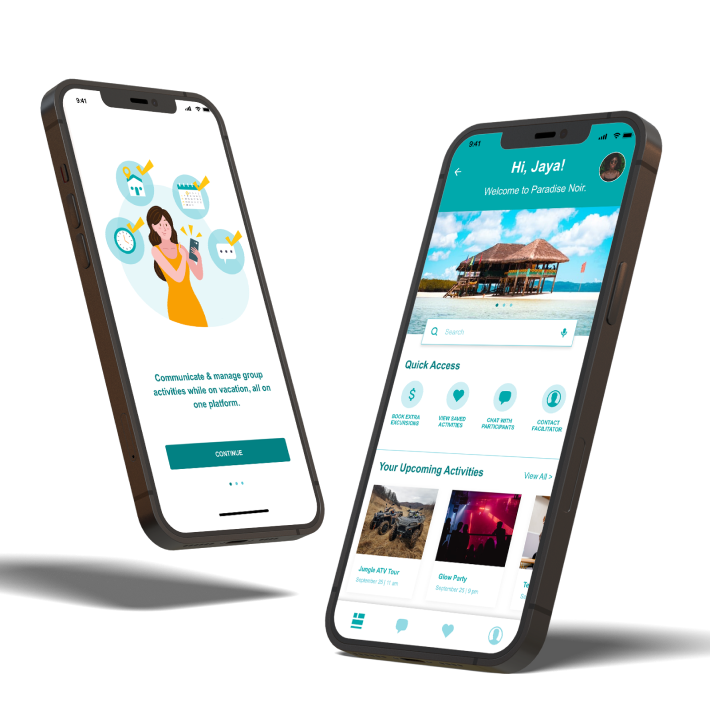 9:41
Communicate & manage group
activities while on vacation, all on
one platform.
CONTINUE
9:41
Hi, Jaya!
Welcome to Paradise Noir.
Search
Quick Access
BOOK EXTRA
EXCURSIONS
VIEW SAVED
ACTIVITIES
CHAT WITH
PARTICIPANTS
CONTACT
FACILITATOR
Your Upcoming Activities
View All >
Jungle ATV Tour
September 25 | 11 am
Glow Party
September 25 | 9 pm